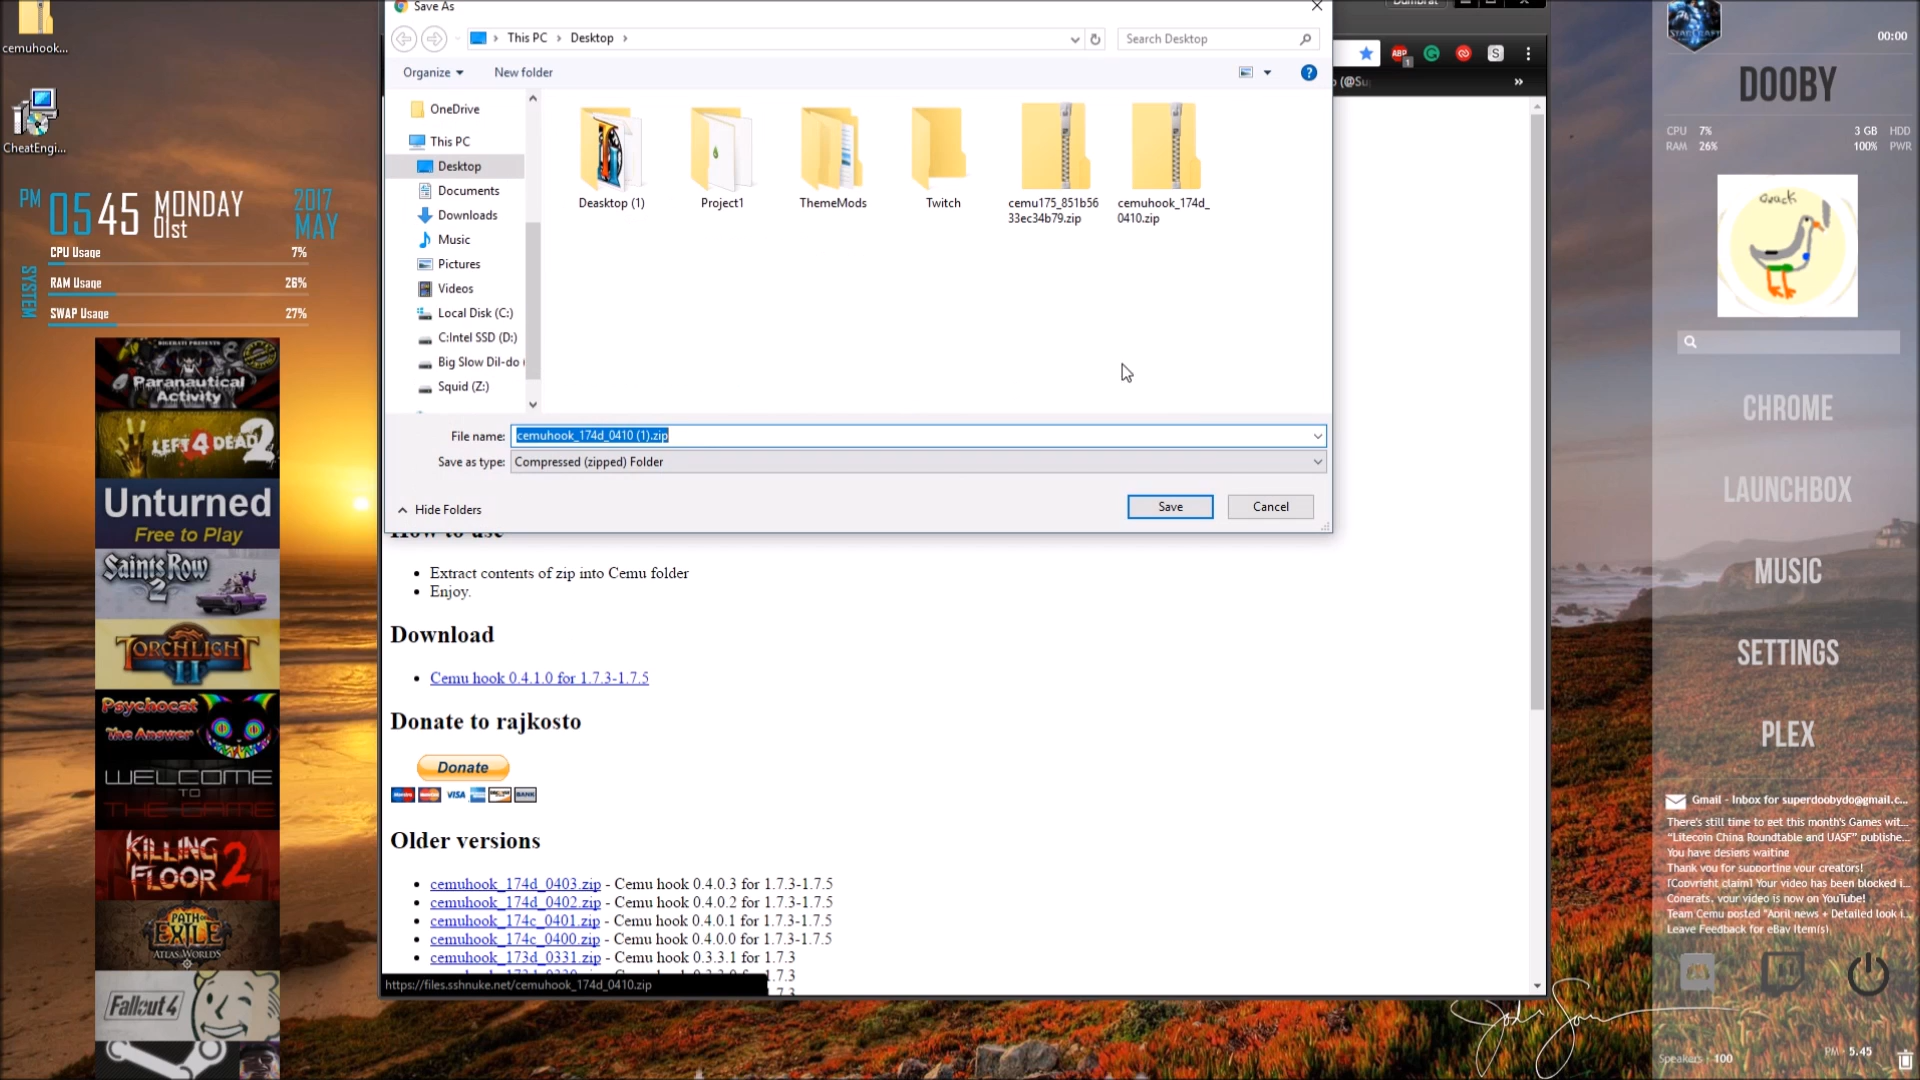 cemuhook...
CheatEngi...
PM
05 45
MONDAY
01st
2017
MAY
SYSTEM
CPU Usage 7%
RAM Usage 26%
SWAP Usage 27%
Paranautical
Activity
LEFT 4 DEAD 2
Unturned
Free to Play
Saints Row
2
TORCHLIGHT
II
Psychocat
The Answer
WELCOME
TO
THE GAME
KILLING
FLOOR 2
PATH OF
EXILE
ATLAS WORLDS
Fallout 4
Save As
This PC > Desktop >
Search Desktop
Organize
New folder
OneDrive
This PC
Desktop
Documents
Downloads
Music
Pictures
Videos
Local Disk (C:)
C:Intel SSD (D:)
Big Slow Dil-do
Squid (Z:)
Deasktop (1)
Project1
ThemeMods
Twitch
cemu175_851b56
33ec34b79.zip
cemuhook_174d_
0410.zip
File name: cemuhook_174d_0410 (1).zip
Save as type: Compressed (zipped) Folder
Hide Folders
Save
Cancel
ABP
1
S
(@Su
»
How to use
Extract contents of zip into Cemu folder
Enjoy.
Download
Cemu hook 0.4.1.0 for 1.7.3-1.7.5
Donate to rajkosto
Donate
VISA
BANK
Older versions
cemuhook_174d_0403.zip - Cemu hook 0.4.0.3 for 1.7.3-1.7.5
cemuhook_174d_0402.zip - Cemu hook 0.4.0.2 for 1.7.3-1.7.5
cemuhook_174c_0401.zip - Cemu hook 0.4.0.1 for 1.7.3-1.7.5
cemuhook_174c_0400.zip - Cemu hook 0.4.0.0 for 1.7.3-1.7.5
cemuhook_173d_0331.zip - Cemu hook 0.3.3.1 for 1.7.3
1.7.3
https://files.sshnuke.net/cemuhook_174d_0410.zip
00:00
DOOBY
CPU 7% 3 GB HDD
RAM 26% 100% PWR
Quack
CHROME
LAUNCHBOX
MUSIC
SETTINGS
PLEX
Gmail - Inbox for superdoobydo@gmail.c...
There's still time to get this month's Games wit...
"Litecoin China Roundtable and UASF" publishe...
You have designs waiting
Thank you for supporting your creators!
[Copyright claim] Your video has been blocked i...
Congrats, your video is now on YouTube!
Team Cemu posted "April news + Detailed look i...
Leave Feedback for eBay Item(s)
Speakers 100
PM 5.45